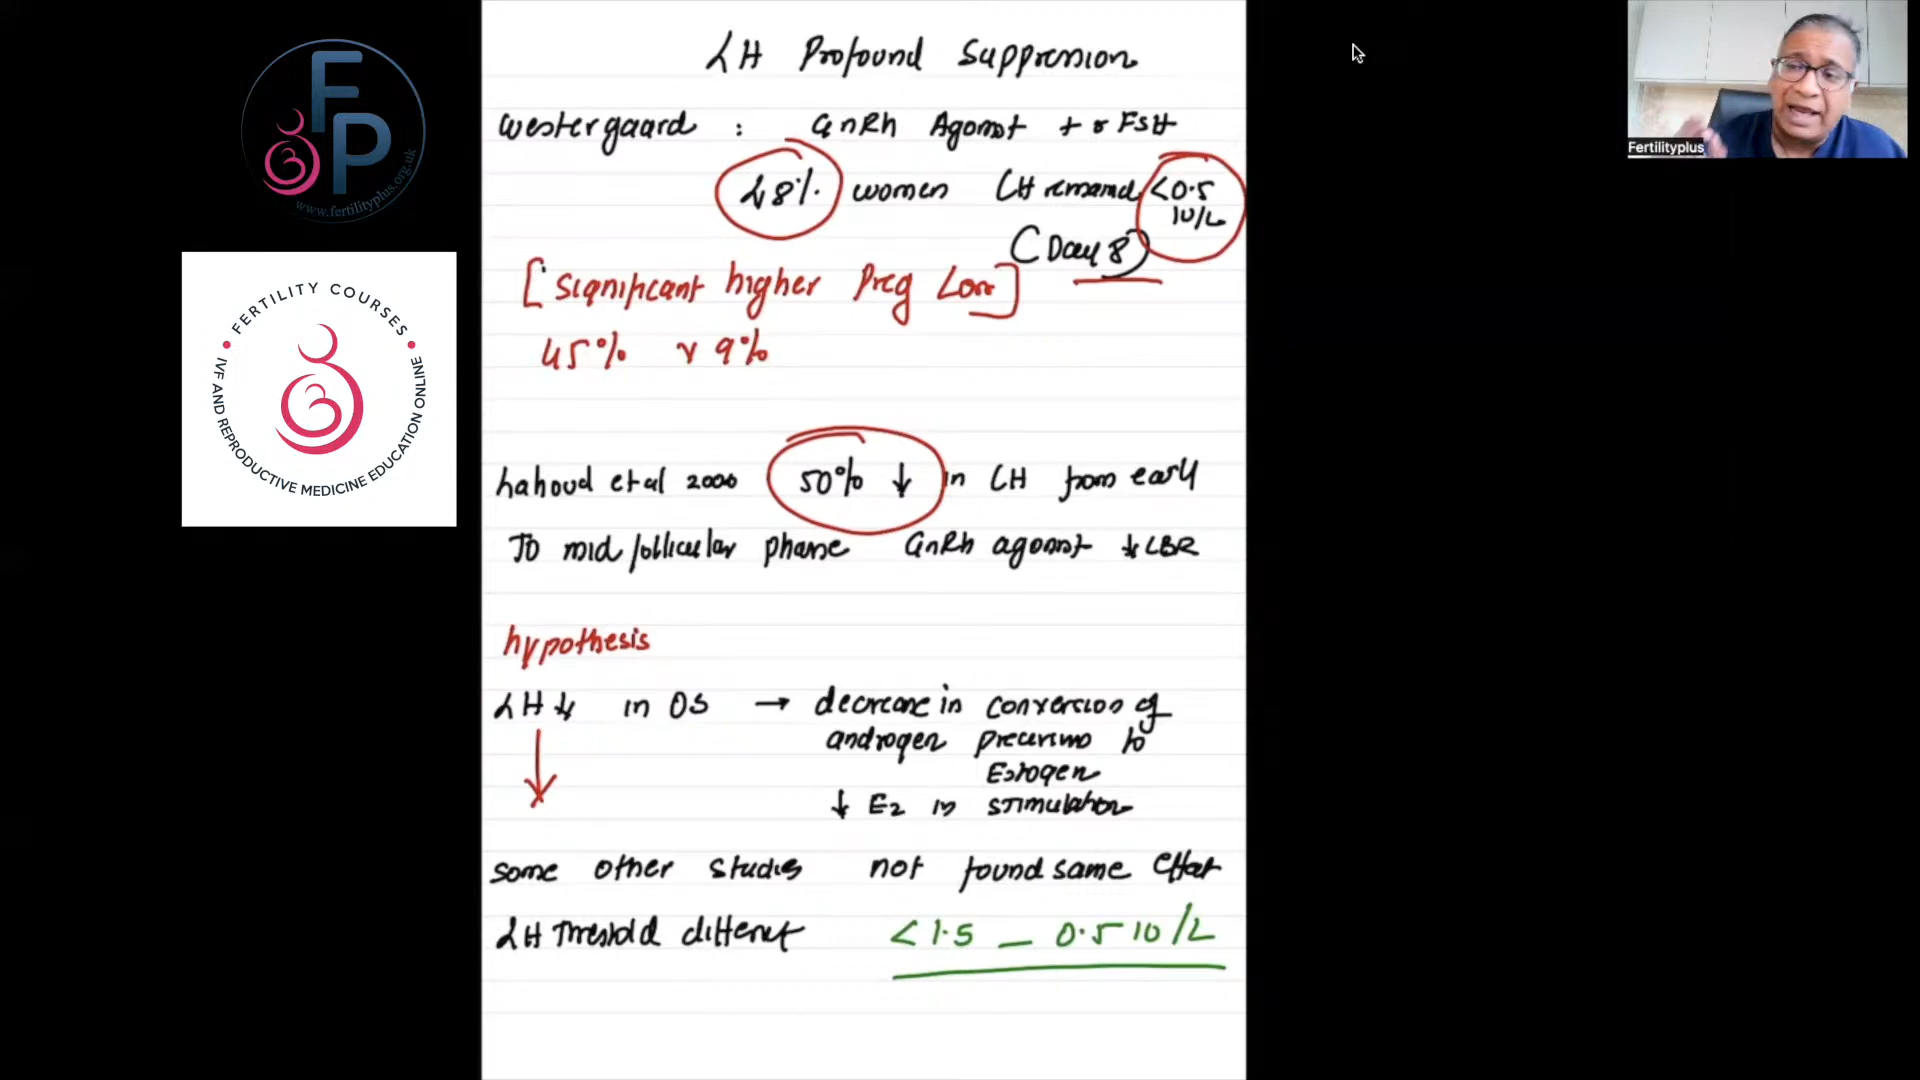 LH Profound Suppression
Westergaard : GnRh Agonist + r FSH
48% women LH remained <0.5
IU/L
(Day 8)
[Significant higher Preg Loss]
45% v 9%
Lahoud et al 2006 50% ↓ in LH from early
To mid follicular phase GnRh agonist ↓ LBR
hypothesis
LH ↓ in OS → decrease in conversion of
androgen precursors to
Estrogen
↓ E2 in stimulation
some other studies not found same effect
LH Threshold different <1.5 — 0.5 IU/L
FP
www.fertilityplus.org.uk
FERTILITY COURSES
IVF AND REPRODUCTIVE MEDICINE EDUCATION ONLINE
Fertilityplus